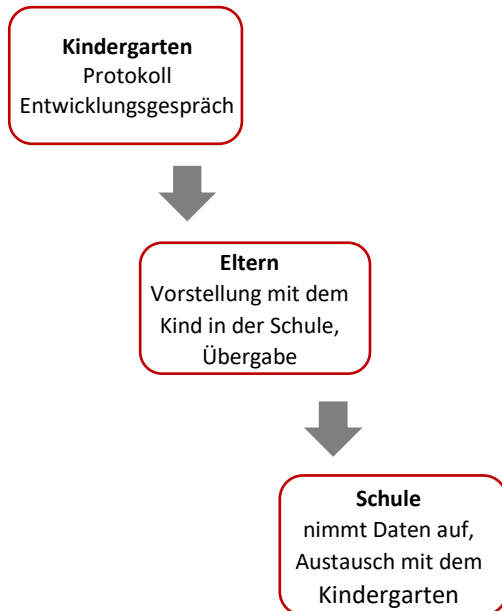 Kindergarten
Protokoll
Entwicklungsgespräch
Eltern
Vorstellung mit dem
Kind in der Schule,
Übergabe
Schule
nimmt Daten auf,
Austausch mit dem
Kindergarten